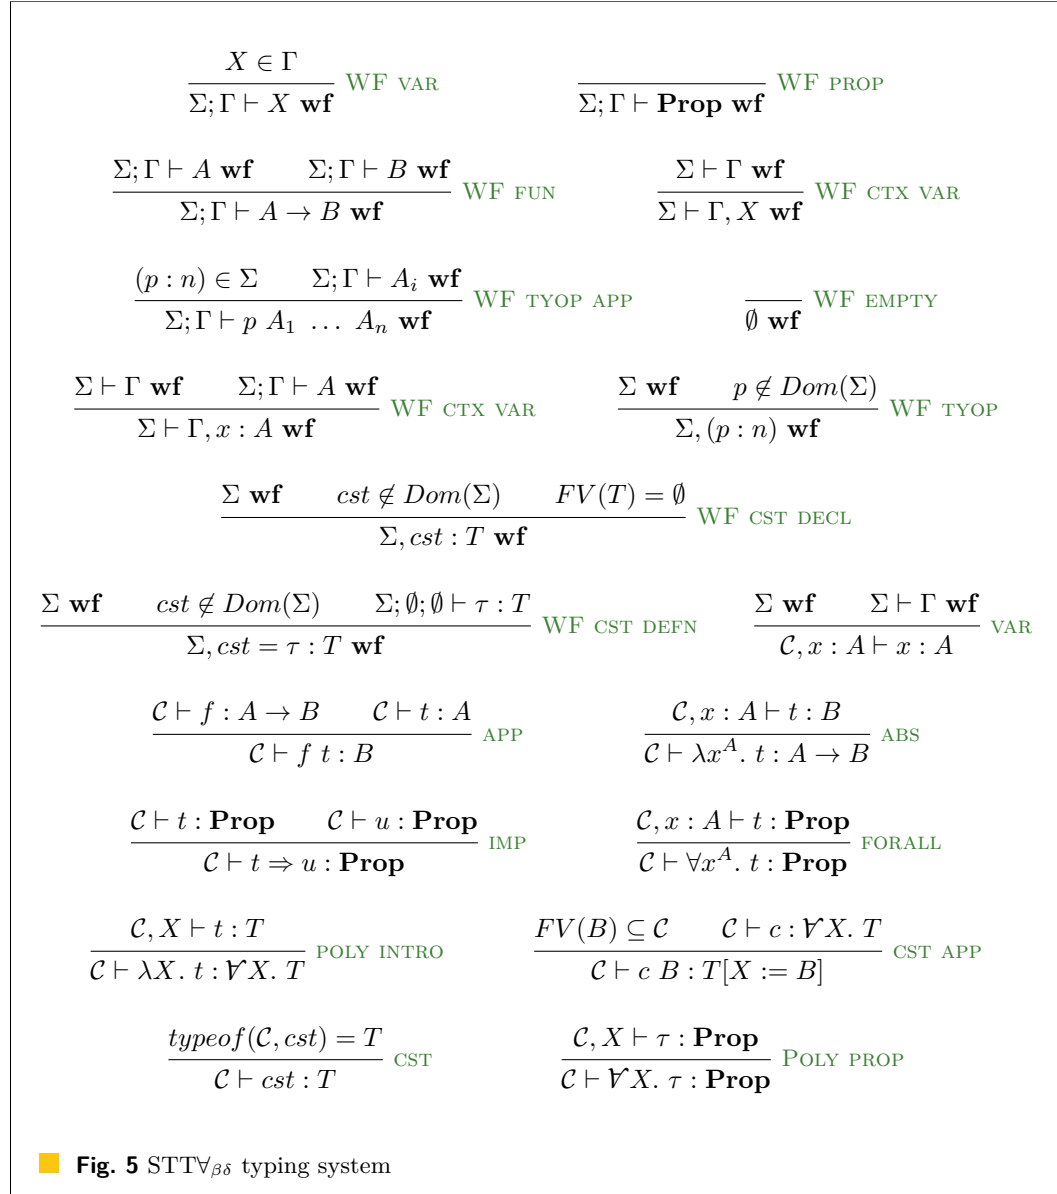 X ∈ Γ
Σ; Γ ⊢ X wf WF VAR
Σ; Γ ⊢ Prop wf WF PROP
Σ; Γ ⊢ A wf Σ; Γ ⊢ B wf
Σ; Γ ⊢ A → B wf WF FUN
Σ ⊢ Γ wf
Σ ⊢ Γ, X wf WF CTX VAR
(p : n) ∈ Σ Σ; Γ ⊢ A_i wf
Σ; Γ ⊢ p A_1 … A_n wf WF TYOP APP
∅ wf WF EMPTY
Σ ⊢ Γ wf Σ; Γ ⊢ A wf
Σ ⊢ Γ, x : A wf WF CTX VAR
Σ wf p ∉ Dom(Σ)
Σ, (p : n) wf WF TYOP
Σ wf cst ∉ Dom(Σ) FV(T) = ∅
Σ, cst : T wf WF CST DECL
Σ wf cst ∉ Dom(Σ) Σ; ∅; ∅ ⊢ τ : T
Σ, cst = τ : T wf WF CST DEFN
Σ wf Σ ⊢ Γ wf
𝒞, x : A ⊢ x : A VAR
𝒞 ⊢ f : A → B 𝒞 ⊢ t : A
𝒞 ⊢ f t : B APP
𝒞, x : A ⊢ t : B
𝒞 ⊢ λx^A. t : A → B ABS
𝒞 ⊢ t : Prop 𝒞 ⊢ u : Prop
𝒞 ⊢ t ⇒ u : Prop IMP
𝒞, x : A ⊢ t : Prop
𝒞 ⊢ ∀x^A. t : Prop FORALL
𝒞, X ⊢ t : T
𝒞 ⊢ λX. t : ∀X. T POLY INTRO
FV(B) ⊆ 𝒞 𝒞 ⊢ c : ∀X. T
𝒞 ⊢ c B : T[X := B] CST APP
typeof(𝒞, cst) = T
𝒞 ⊢ cst : T CST
𝒞, X ⊢ τ : Prop
𝒞 ⊢ ∀X. τ : Prop POLY PROP
Fig. 5 STT∀_βδ typing system